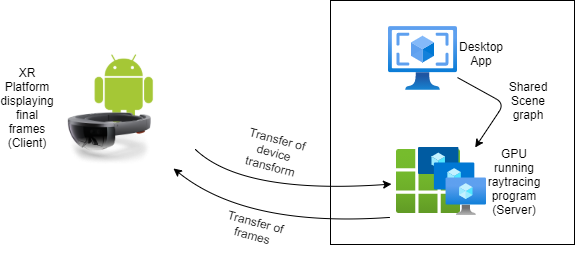 XR
Platform
displaying
final
frames
(Client)
Transfer of
device
transform
Transfer of
frames
Desktop
App
Shared
Scene
graph
GPU
running
raytracing
program
(Server)